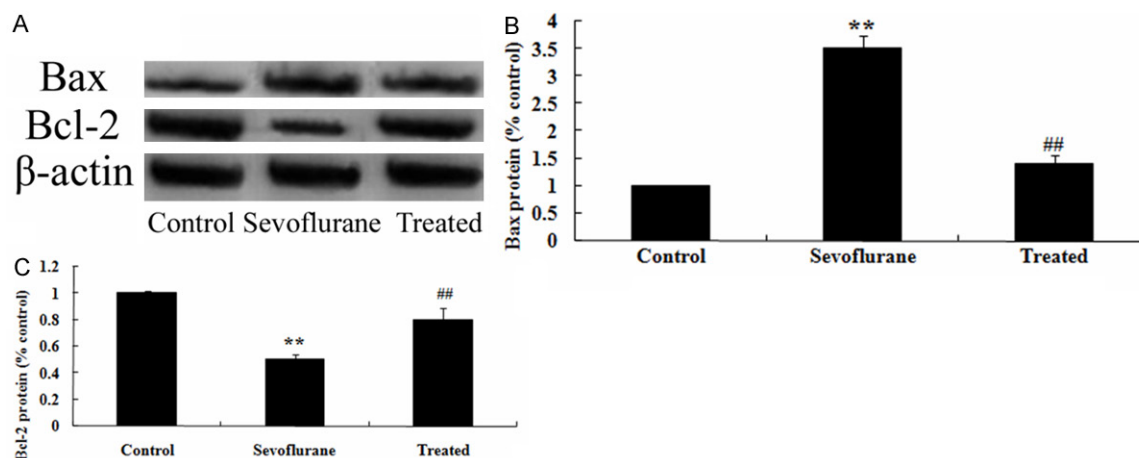 A
Bax
Bcl-2
β-actin
Control Sevoflurane Treated
B
Bax protein (% control)
4
3.5
3
2.5
2
1.5
1
0.5
0
**
##
Control Sevoflurane Treated
C
Bcl-2 protein (% control)
1.2
1
0.8
0.6
0.4
0.2
0
**
##
Control Sevoflurane Treated